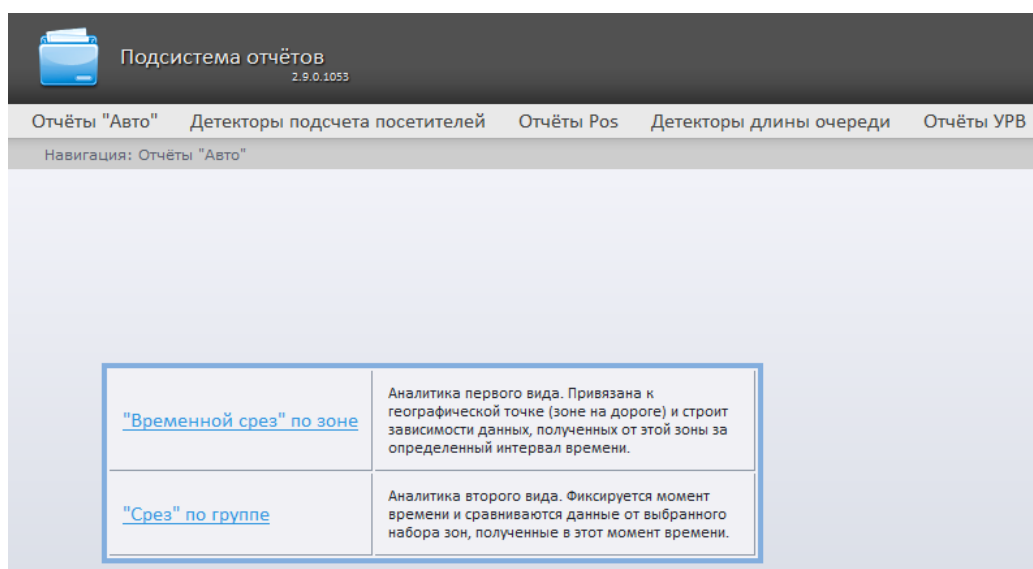 Подсистема отчётов
2.9.0.1053
Отчёты "Авто" Детекторы подсчета посетителей Отчёты Pos Детекторы длины очереди Отчёты УРВ
Навигация: Отчёты "Авто"
"Временной срез" по зоне
Аналитика первого вида. Привязана к
географической точке (зоне на дороге) и строит
зависимости данных, полученных от этой зоны за
определенный интервал времени.
"Срез" по группе
Аналитика второго вида. Фиксируется момент
времени и сравниваются данные от выбранного
набора зон, полученные в этот момент времени.